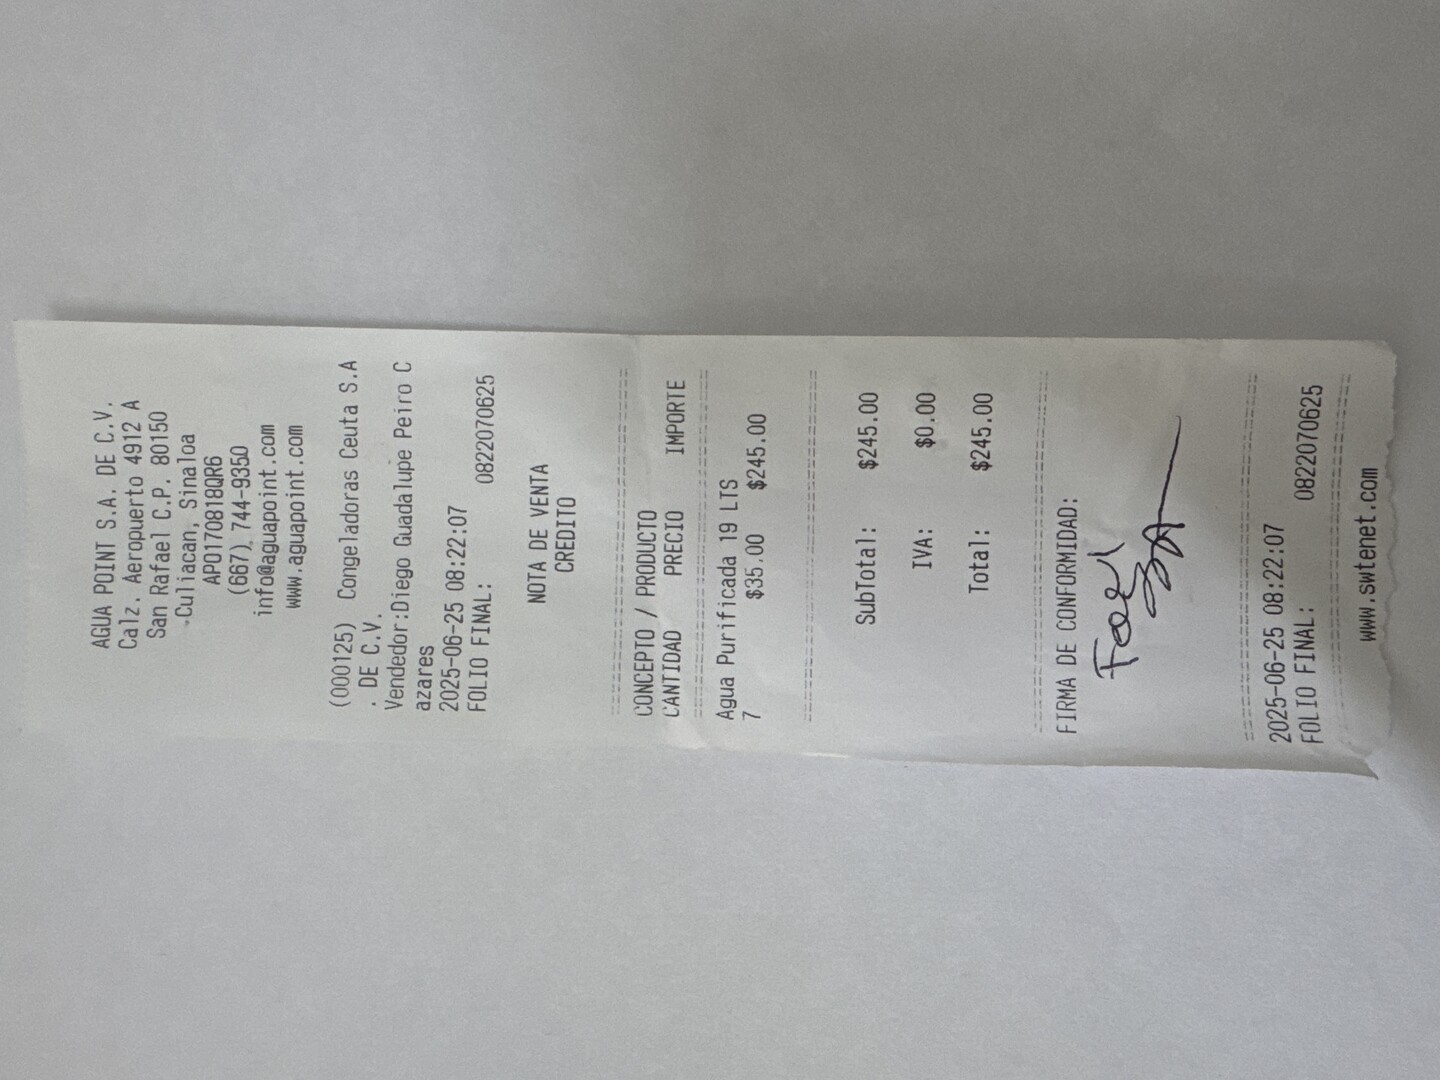 AGUA POINT S.A. DE C.V.
Calz. Aeropuerto 4912 A
San Rafael C.P. 80150
Culiacan, Sinaloa
APO170818QR6
(667) 744-9350
info@aguapoint.com
www.aguapoint.com
(000125) Congeladoras Ceuta S.A
. DE C.V.
Vendedor:Diego Guadalupe Peiro C
azares
2025-06-25 08:22:07
FOLIO FINAL: 0822070625
NOTA DE VENTA
CREDITO
CONCEPTO / PRODUCTO
CANTIDAD PRECIO IMPORTE
Agua Purificada 19 LTS
7 $35.00 $245.00
SubTotal: $245.00
IVA: $0.00
Total: $245.00
FIRMA DE CONFORMIDAD:
2025-06-25 08:22:07
FOLIO FINAL: 0822070625
www.swtenet.com